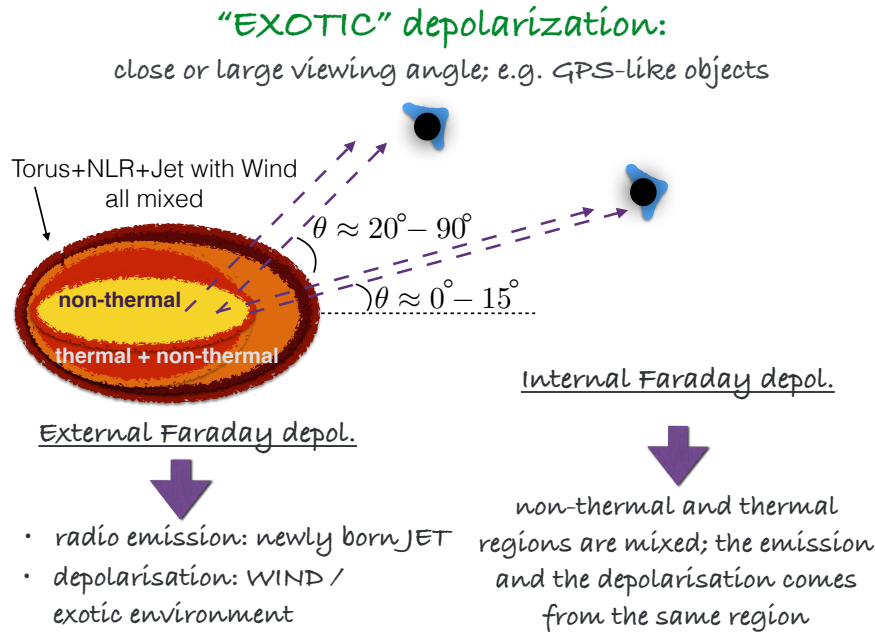 “EXOTIC” depolarization:
close or large viewing angle; e.g. GPS-like objects
Torus+NLR+Jet with Wind
all mixed
θ ≈ 20° – 90°
non-thermal
θ ≈ 0° – 15°
thermal + non-thermal
External Faraday depol.
• radio emission: newly born JET
• depolarisation: WIND /
exotic environment
Internal Faraday depol.
non-thermal and thermal
regions are mixed; the emission
and the depolarisation comes
from the same region